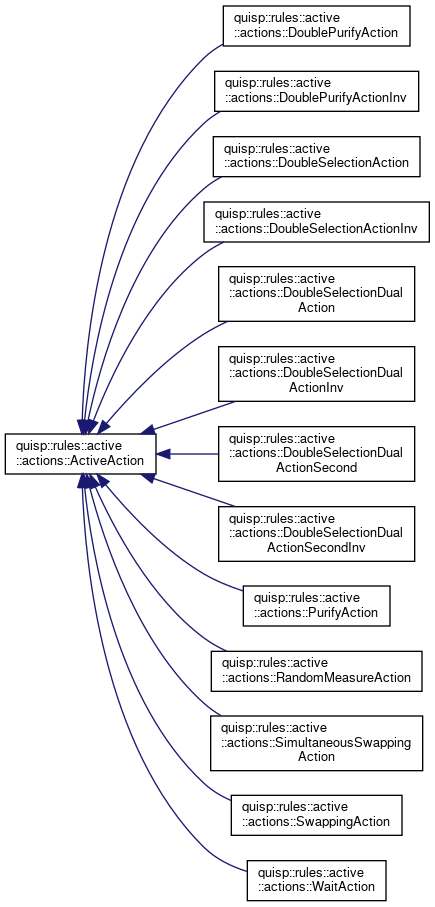 quisp::rules::active
::actions::DoublePurifyAction
quisp::rules::active
::actions::DoublePurifyActionInv
quisp::rules::active
::actions::DoubleSelectionAction
quisp::rules::active
::actions::DoubleSelectionActionInv
quisp::rules::active
::actions::DoubleSelectionDual
Action
quisp::rules::active
::actions::DoubleSelectionDual
ActionInv
quisp::rules::active
::actions::ActiveAction
quisp::rules::active
::actions::DoubleSelectionDual
ActionSecond
quisp::rules::active
::actions::DoubleSelectionDual
ActionSecondInv
quisp::rules::active
::actions::PurifyAction
quisp::rules::active
::actions::RandomMeasureAction
quisp::rules::active
::actions::SimultaneousSwapping
Action
quisp::rules::active
::actions::SwappingAction
quisp::rules::active
::actions::WaitAction